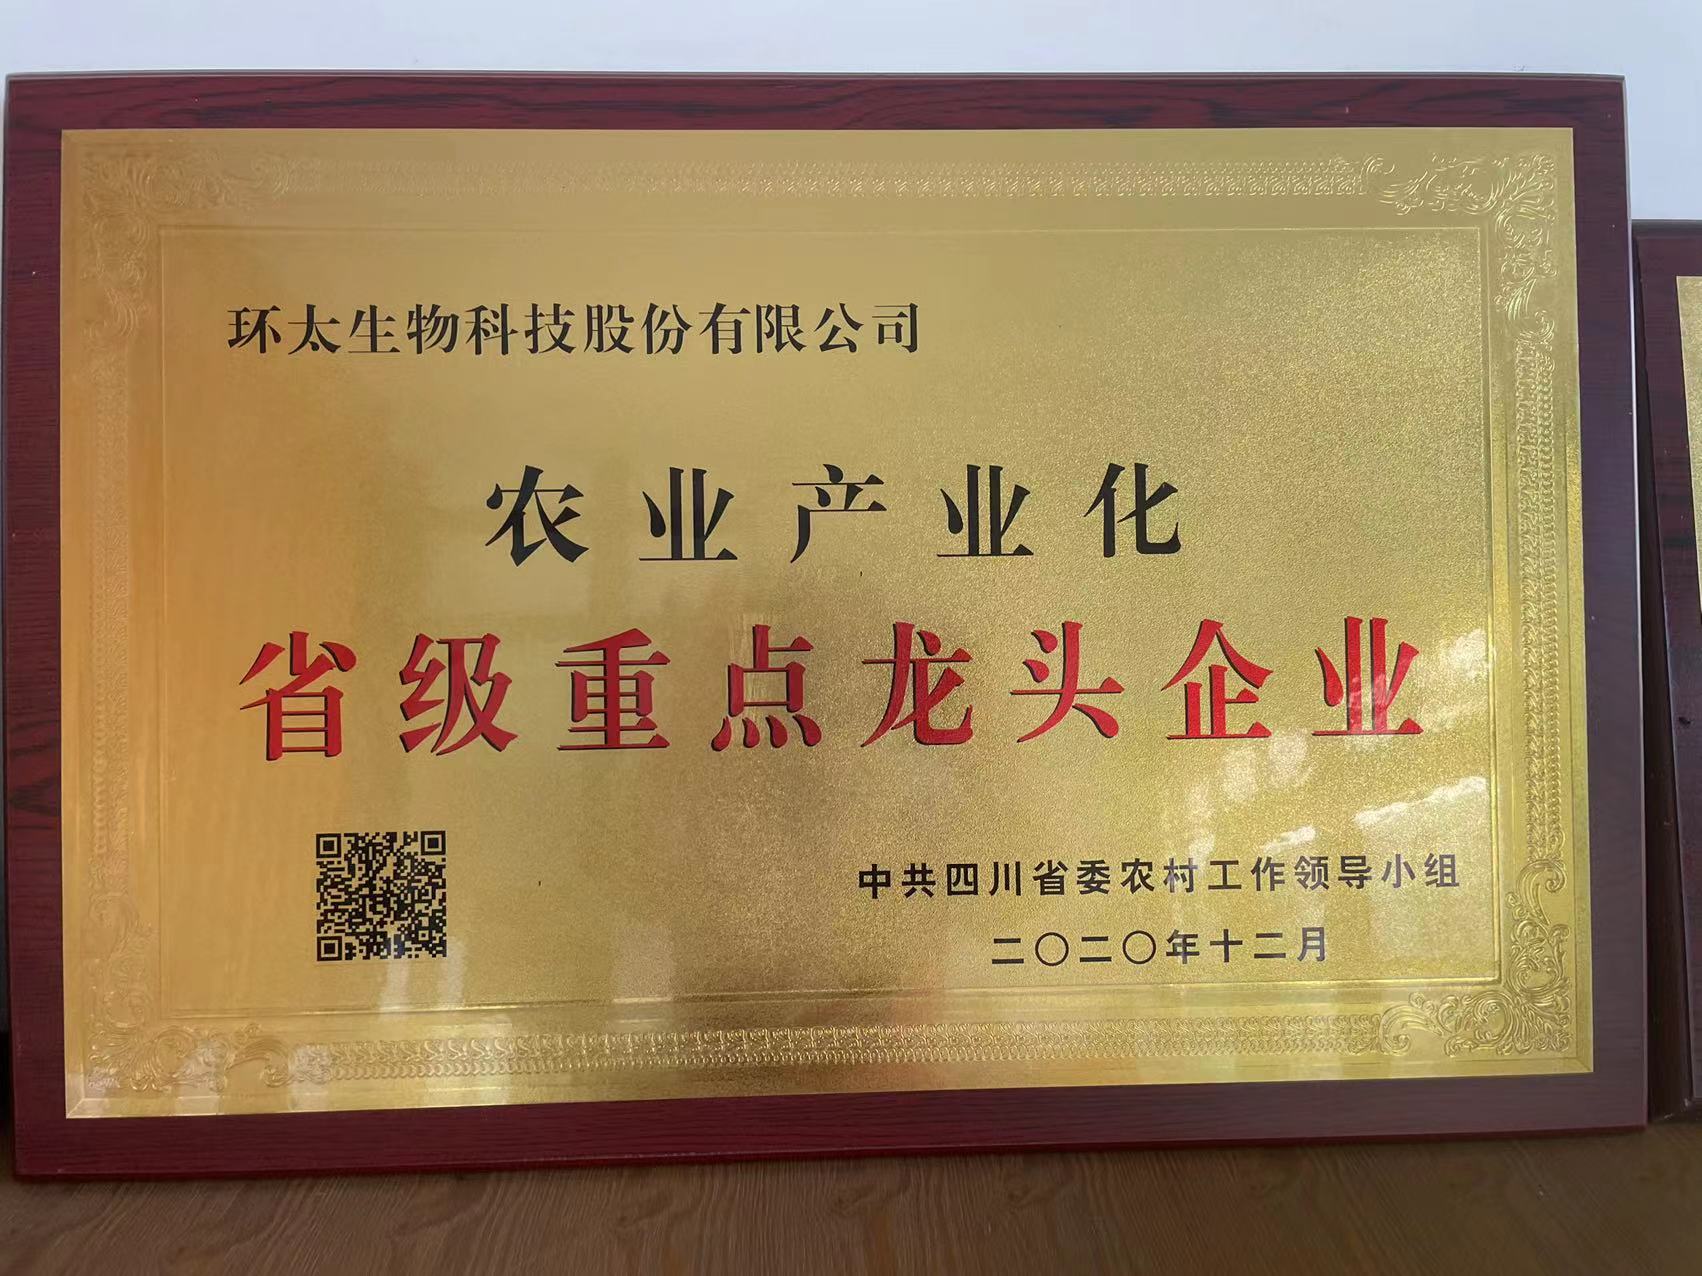 环太生物科技股份有限公司
农业产业化
省级重点龙头企业
中共四川省委农村工作领导小组
二〇二〇年十二月